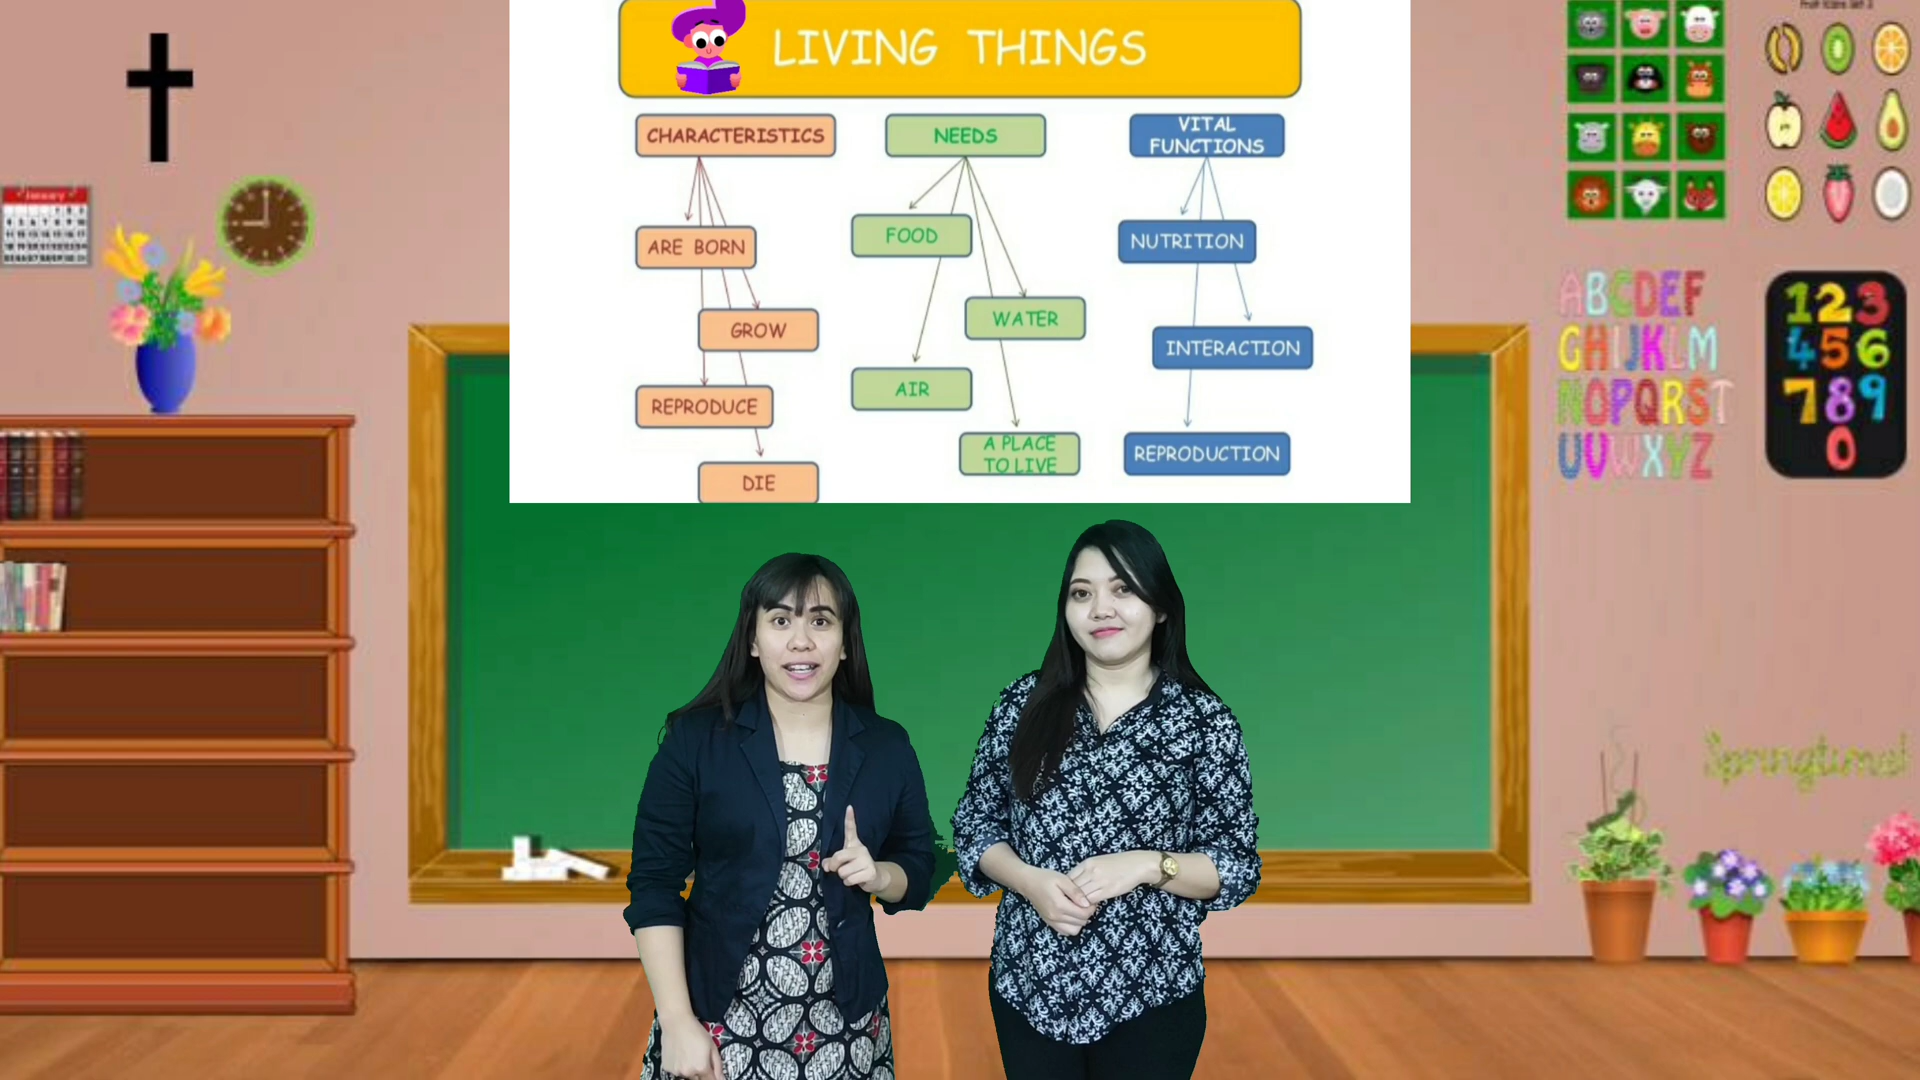 LIVING THINGS
CHARACTERISTICS
ARE BORN
GROW
REPRODUCE
DIE
NEEDS
FOOD
WATER
AIR
A PLACE
TO LIVE
VITAL
FUNCTIONS
NUTRITION
INTERACTION
REPRODUCTION
ABCDEF
GHIJKLM
NOPQRST
UVWXYZ
123
456
789
0
Springtime!